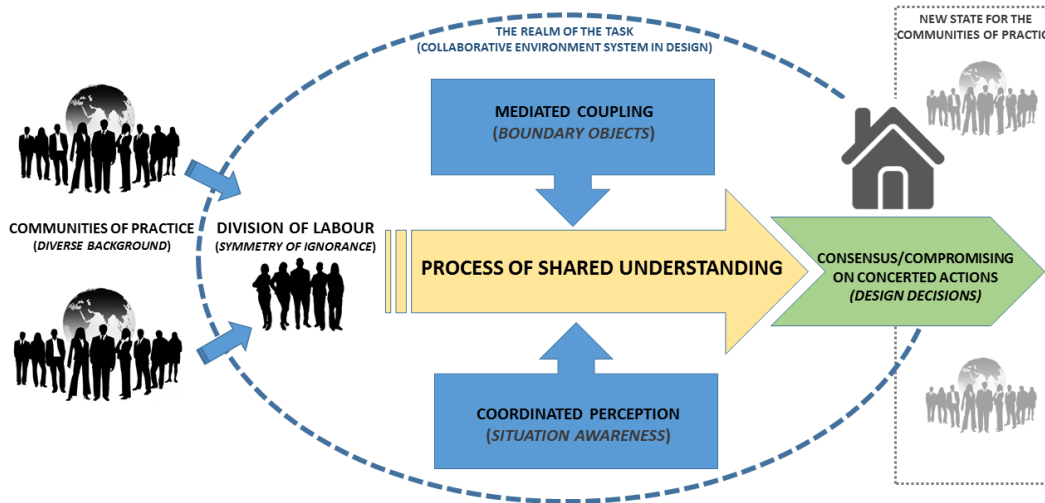 THE REALM OF THE TASK
(COLLABORATIVE ENVIRONMENT SYSTEM IN DESIGN)
NEW STATE FOR THE
COMMUNITIES OF PRACTIC
MEDIATED COUPLING
(BOUNDARY OBJECTS)
COMMUNITIES OF PRACTICE
(DIVERSE BACKGROUND)
DIVISION OF LABOUR
(SYMMETRY OF IGNORANCE)
PROCESS OF SHARED UNDERSTANDING
CONSENSUS/COMPROMISING
ON CONCERTED ACTIONS
(DESIGN DECISIONS)
COORDINATED PERCEPTION
(SITUATION AWARENESS)